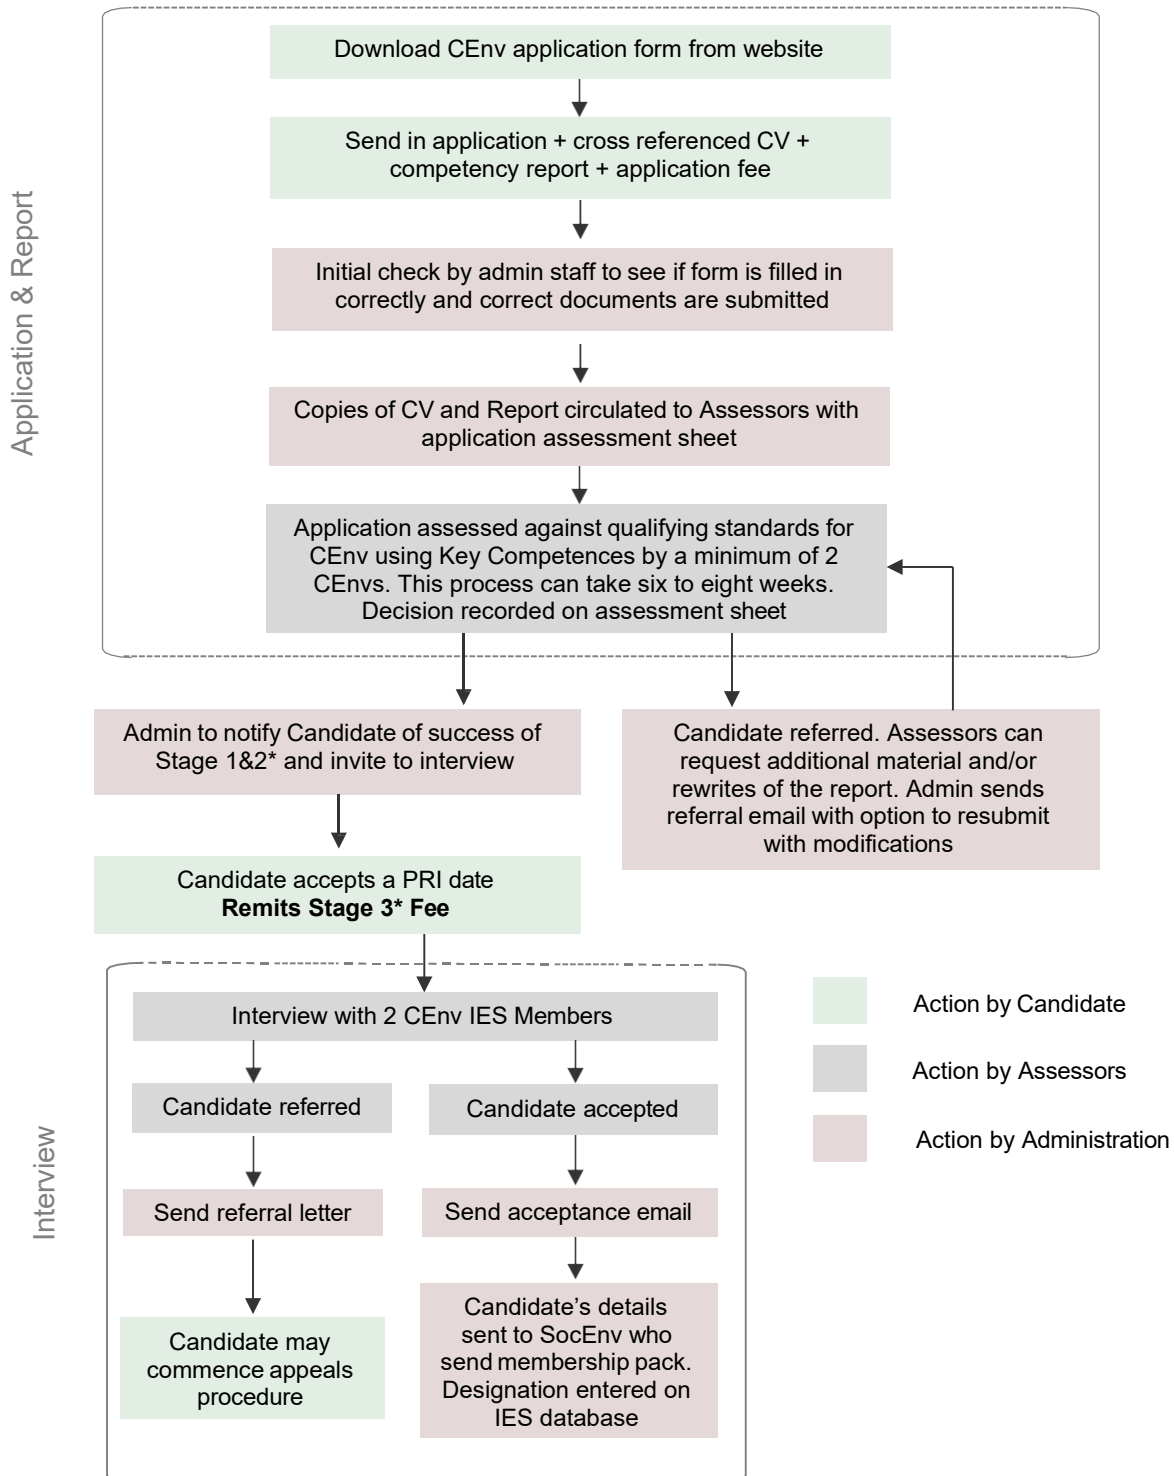 Application & Report
Download CEnv application form from website
Send in application + cross referenced CV +
competency report + application fee
Initial check by admin staff to see if form is filled in
correctly and correct documents are submitted
Copies of CV and Report circulated to Assessors with
application assessment sheet
Application assessed against qualifying standards for
CEnv using Key Competences by a minimum of 2
CEnvs. This process can take six to eight weeks.
Decision recorded on assessment sheet
Admin to notify Candidate of success of
Stage 1&2* and invite to interview
Candidate referred. Assessors can
request additional material and/or
rewrites of the report. Admin sends
referral email with option to resubmit
with modifications
Candidate accepts a PRI date
Remits Stage 3* Fee
Interview
Interview with 2 CEnv IES Members
Candidate referred
Send referral letter
Candidate may
commence appeals
procedure
Candidate accepted
Send acceptance email
Candidate’s details
sent to SocEnv who
send membership pack.
Designation entered on
IES database
Action by Candidate
Action by Assessors
Action by Administration